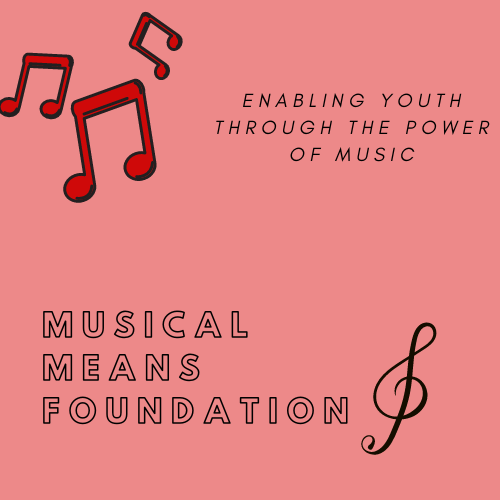 ENABLING YOUTH
THROUGH THE POWER
OF MUSIC
MUSICAL
MEANS
FOUNDATION